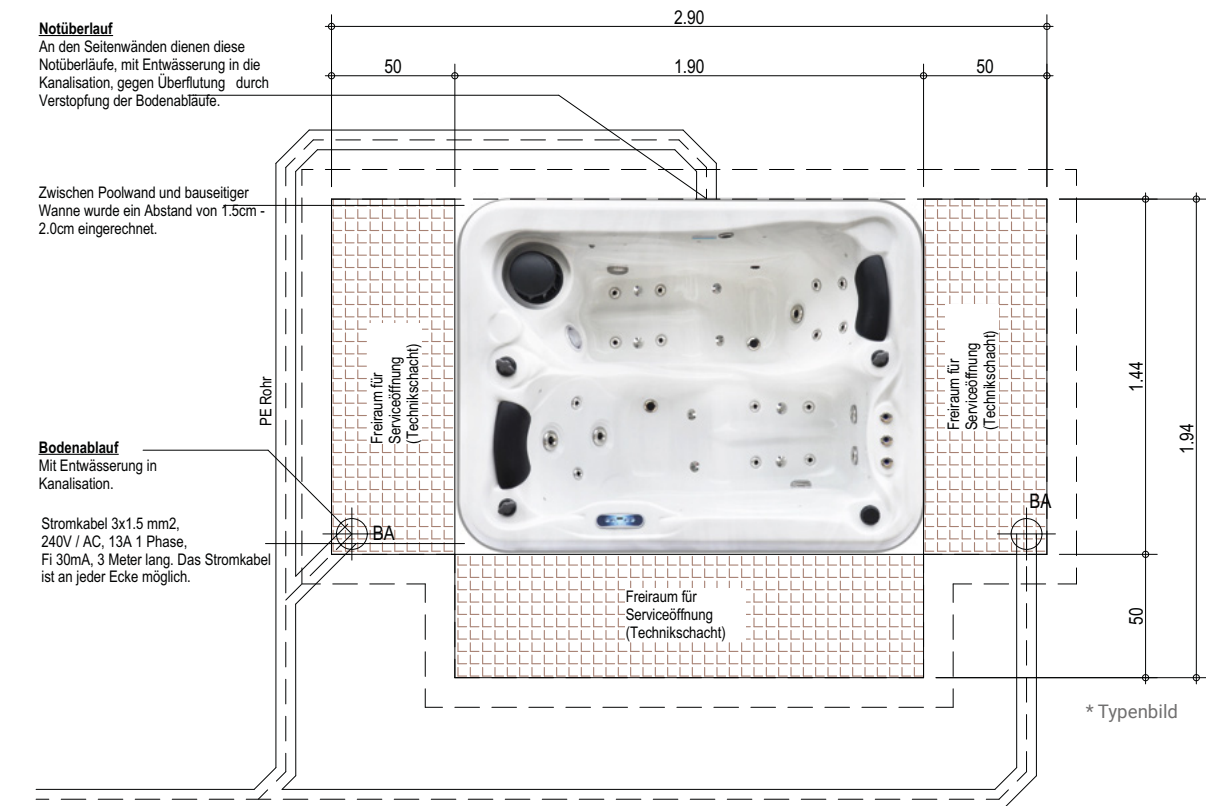 Notüberlauf
An den Seitenwänden dienen diese
Notüberläufe, mit Entwässerung in die
Kanalisation, gegen Überflutung durch
Verstopfung der Bodenabläufe.
2.90
50
1.90
50
Zwischen Poolwand und bauseitiger
Wanne wurde ein Abstand von 1.5cm -
2.0cm eingerechnet.
PE Rohr
Freiraum für
Serviceöffnung
(Technikschacht)
Freiraum für
Serviceöffnung
(Technikschacht)
1.44
1.94
Bodenablauf
Mit Entwässerung in
Kanalisation.
BA
BA
Stromkabel 3x1.5 mm2,
240V / AC, 13A 1 Phase,
Fi 30mA, 3 Meter lang. Das Stromkabel
ist an jeder Ecke möglich.
Freiraum für
Serviceöffnung
(Technikschacht)
50
* Typenbild